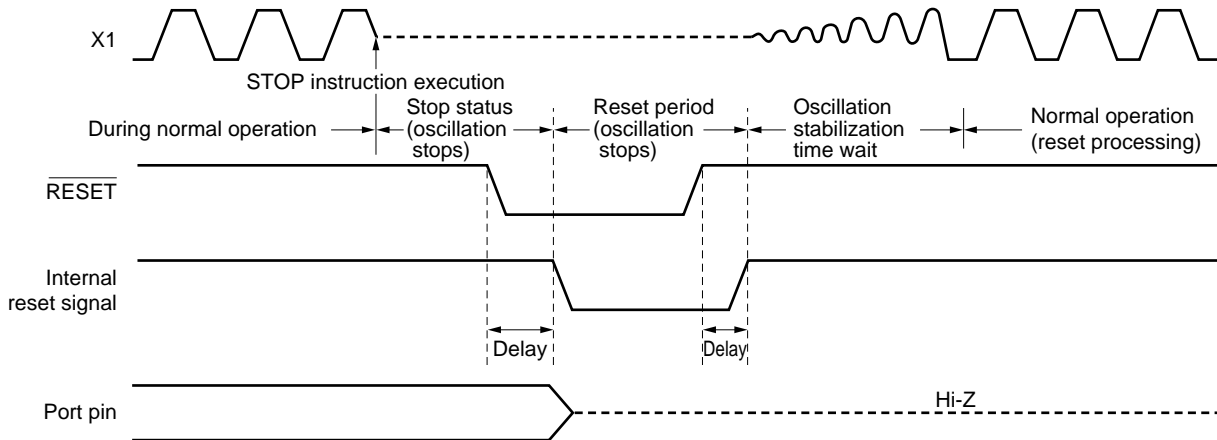 X1
STOP instruction execution
During normal operation
Stop status
(oscillation
stops)
Reset period
(oscillation
stops)
Oscillation
stabilization
time wait
Normal operation
(reset processing)
RESET
Internal
reset signal
Delay
Delay
Port pin
Hi-Z